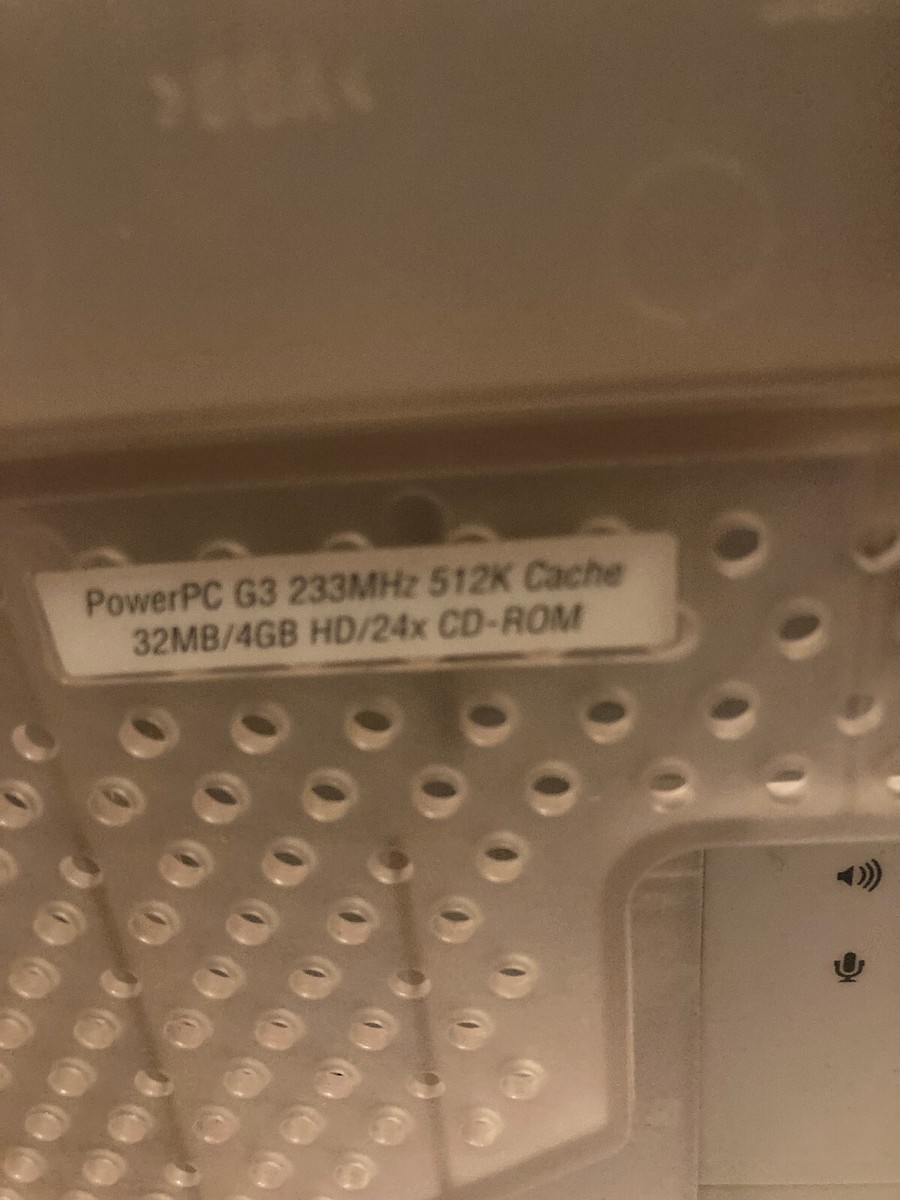 PowerPC G3 233MHz 512K Cache
32MB/4GB HD/24x CD-ROM